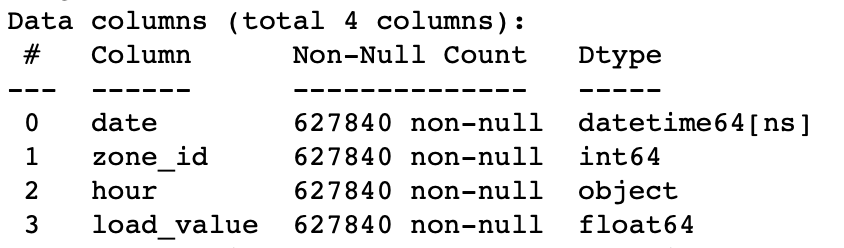 Data columns (total 4 columns):
 #   Column      Non-Null Count   Dtype
---  ------      --------------   -----
 0   date        627840 non-null  datetime64[ns]
 1   zone_id     627840 non-null  int64
 2   hour        627840 non-null  object
 3   load_value  627840 non-null  float64